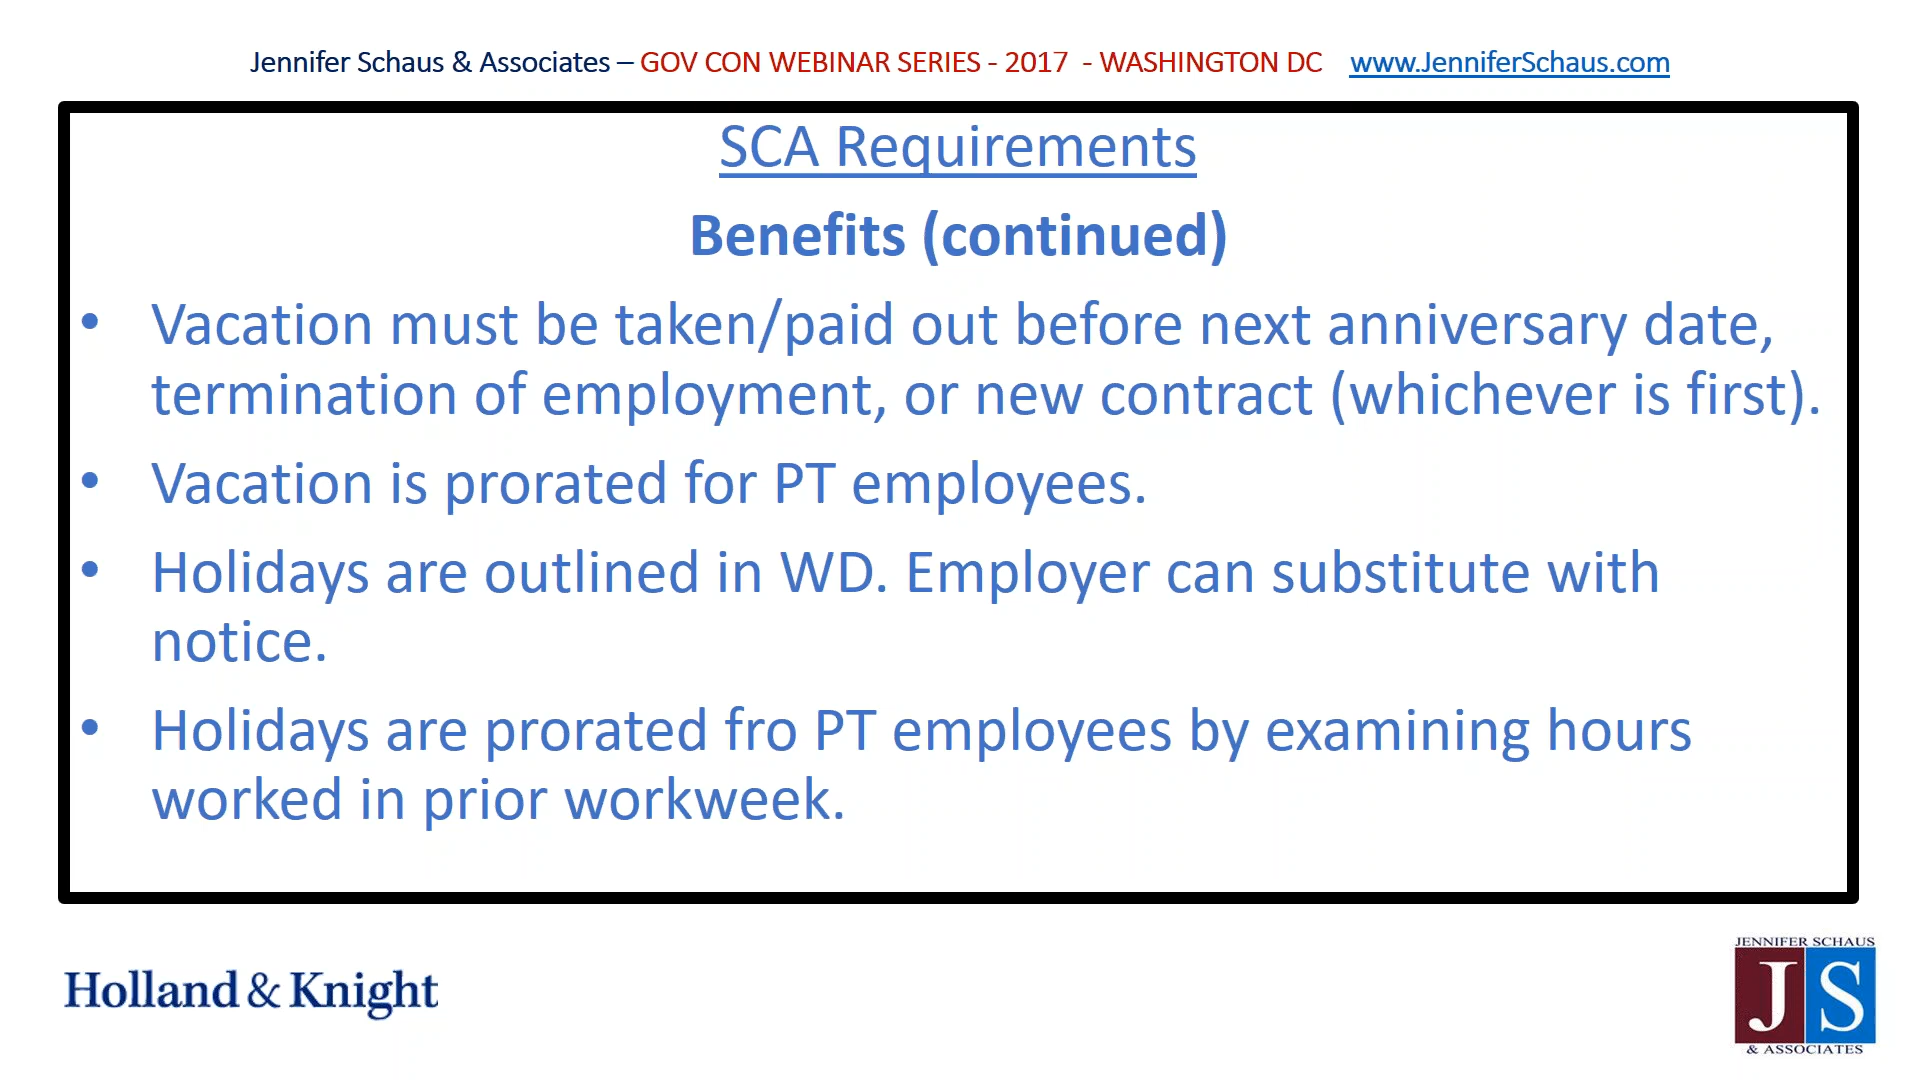 Jennifer Schaus & Associates – GOV CON WEBINAR SERIES - 2017 - WASHINGTON DC www.JenniferSchaus.com
SCA Requirements
Benefits (continued)
• Vacation must be taken/paid out before next anniversary date,
termination of employment, or new contract (whichever is first).
• Vacation is prorated for PT employees.
• Holidays are outlined in WD. Employer can substitute with
notice.
• Holidays are prorated fro PT employees by examining hours
worked in prior workweek.
Holland & Knight
JENNIFER SCHAUS
JS
& ASSOCIATES